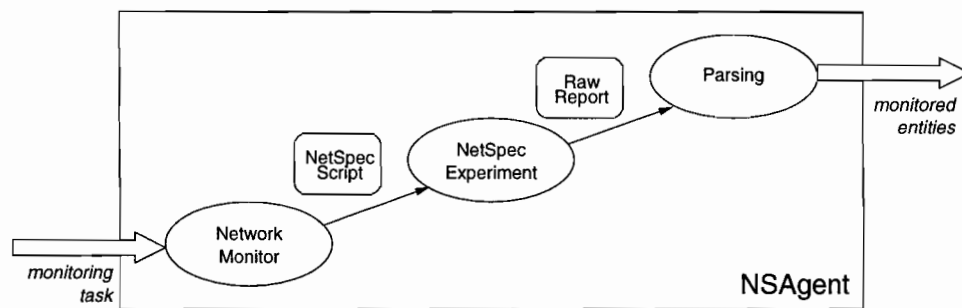 Raw
Report
Parsing
monitored
entities
NetSpec
Script
NetSpec
Experiment
Network
Monitor
monitoring
task
NSAgent